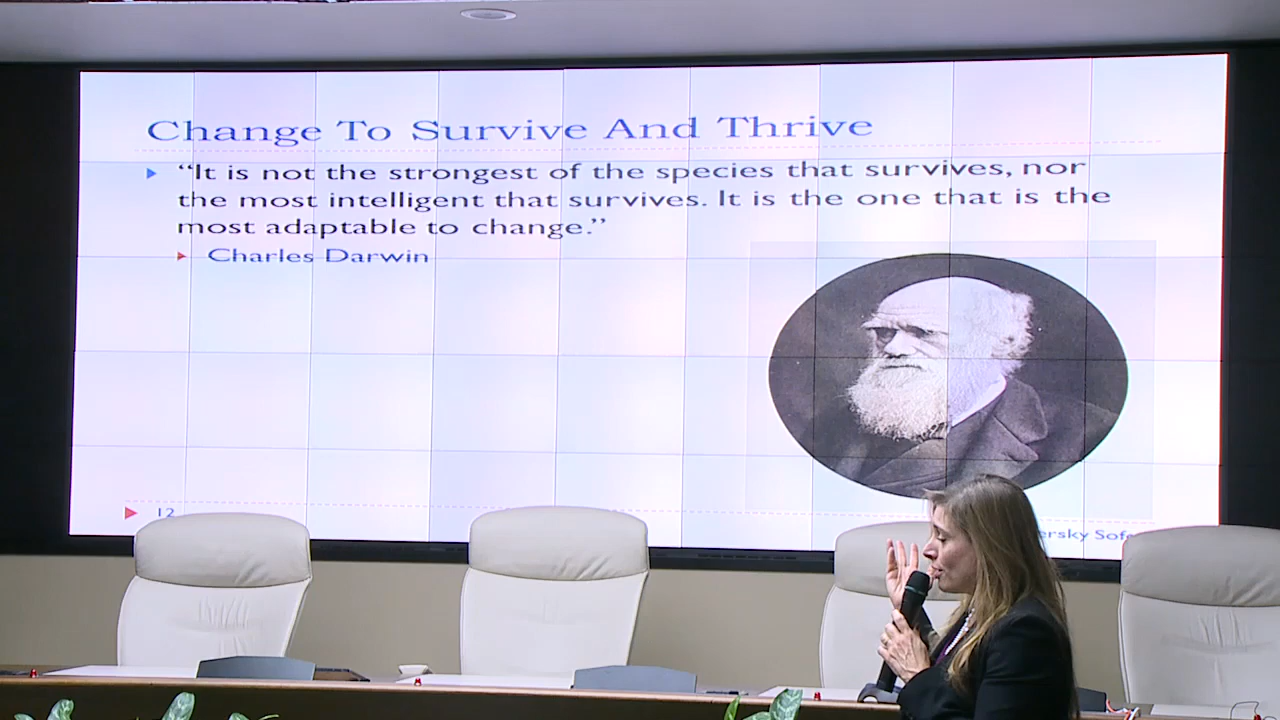 Change To Survive And Thrive
“It is not the strongest of the species that survives, nor
the most intelligent that survives. It is the one that is the
most adaptable to change.”
Charles Darwin
12